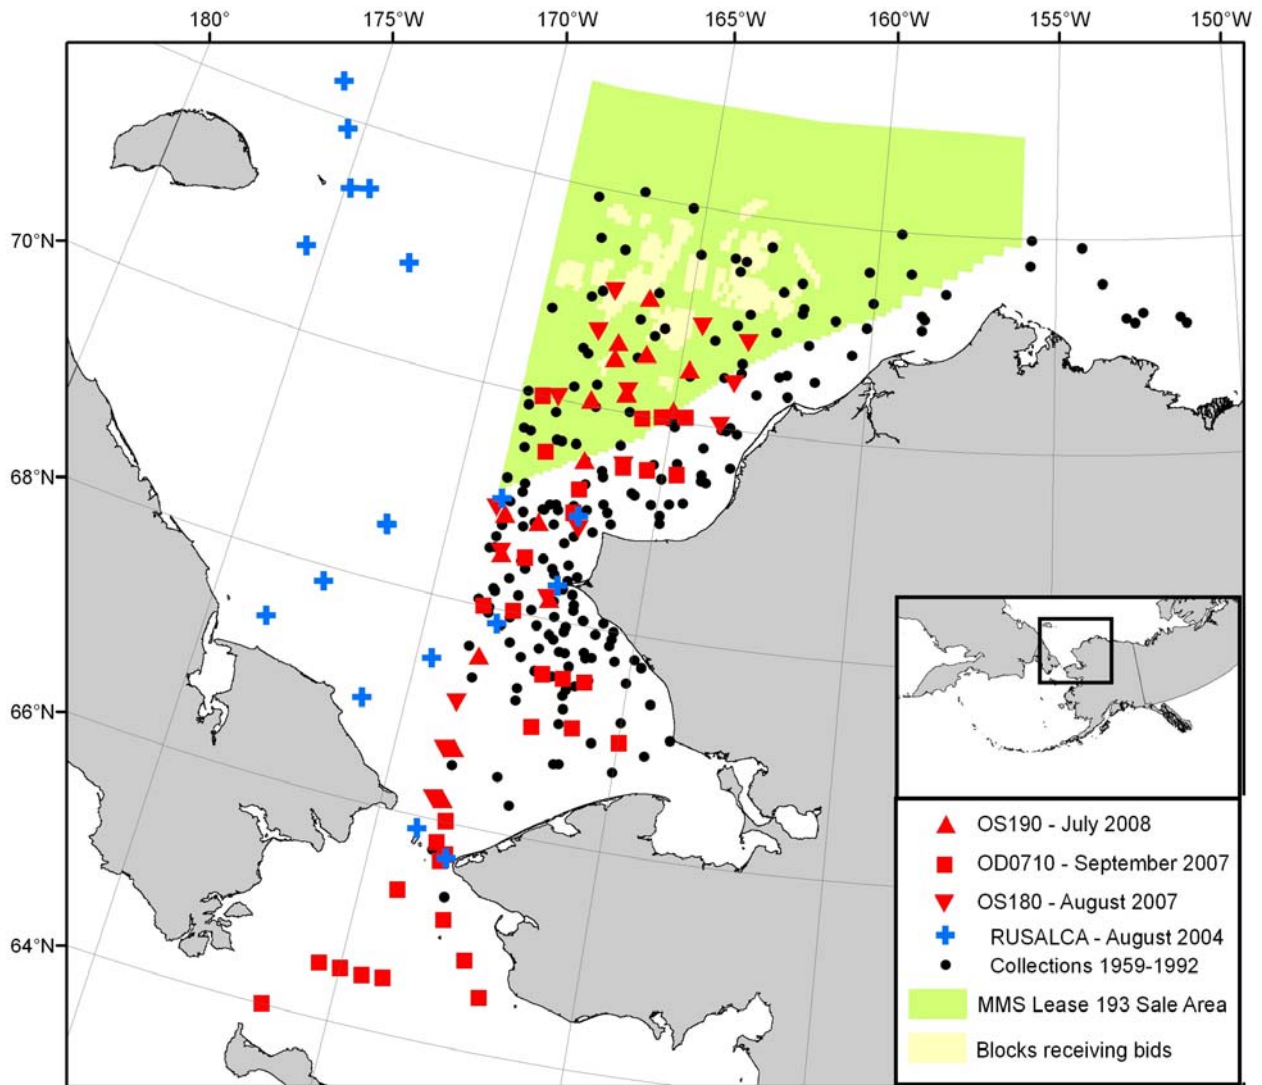 180° 175°W 170°W 165°W 160°W 155°W 150°W
70°N
68°N
66°N
64°N
OS190 - July 2008
OD0710 - September 2007
OS180 - August 2007
RUSALCA - August 2004
Collections 1959-1992
MMS Lease 193 Sale Area
Blocks receiving bids